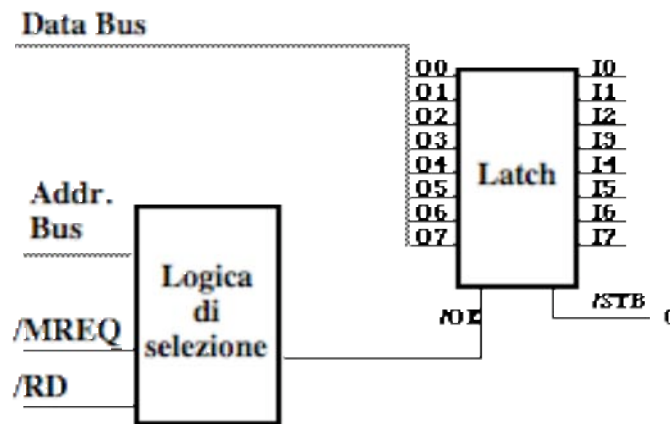 Data Bus
O0 I0
O1 I1
O2 I2
O3 I3
O4 I4
O5 I5
O6 I6
O7 I7
Latch
Addr.
Bus
Logica
di
selezione
/MREQ
/RD
/OE
/STB